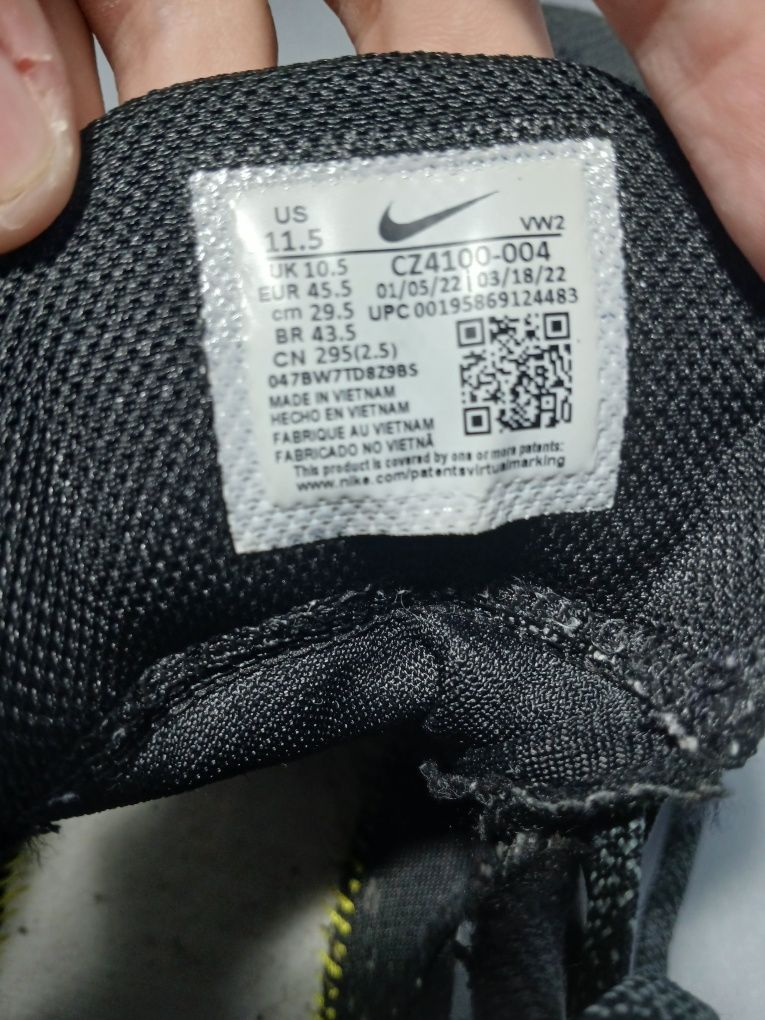 US
11.5
VW2
UK 10.5
CZ4100-004
EUR 45.5
01/05/22 | 03/18/22
cm 29.5
UPC 00195869124483
BR 43.5
CN 295(2.5)
047BW7TD8Z9BS
MADE IN VIETNAM
HECHO EN VIETNAM
FABRIQUE AU VIETNAM
FABRICADO NO VIETNÃ
This product is covered by one or more patents:
www.nike.com/patentsvirtualmarking